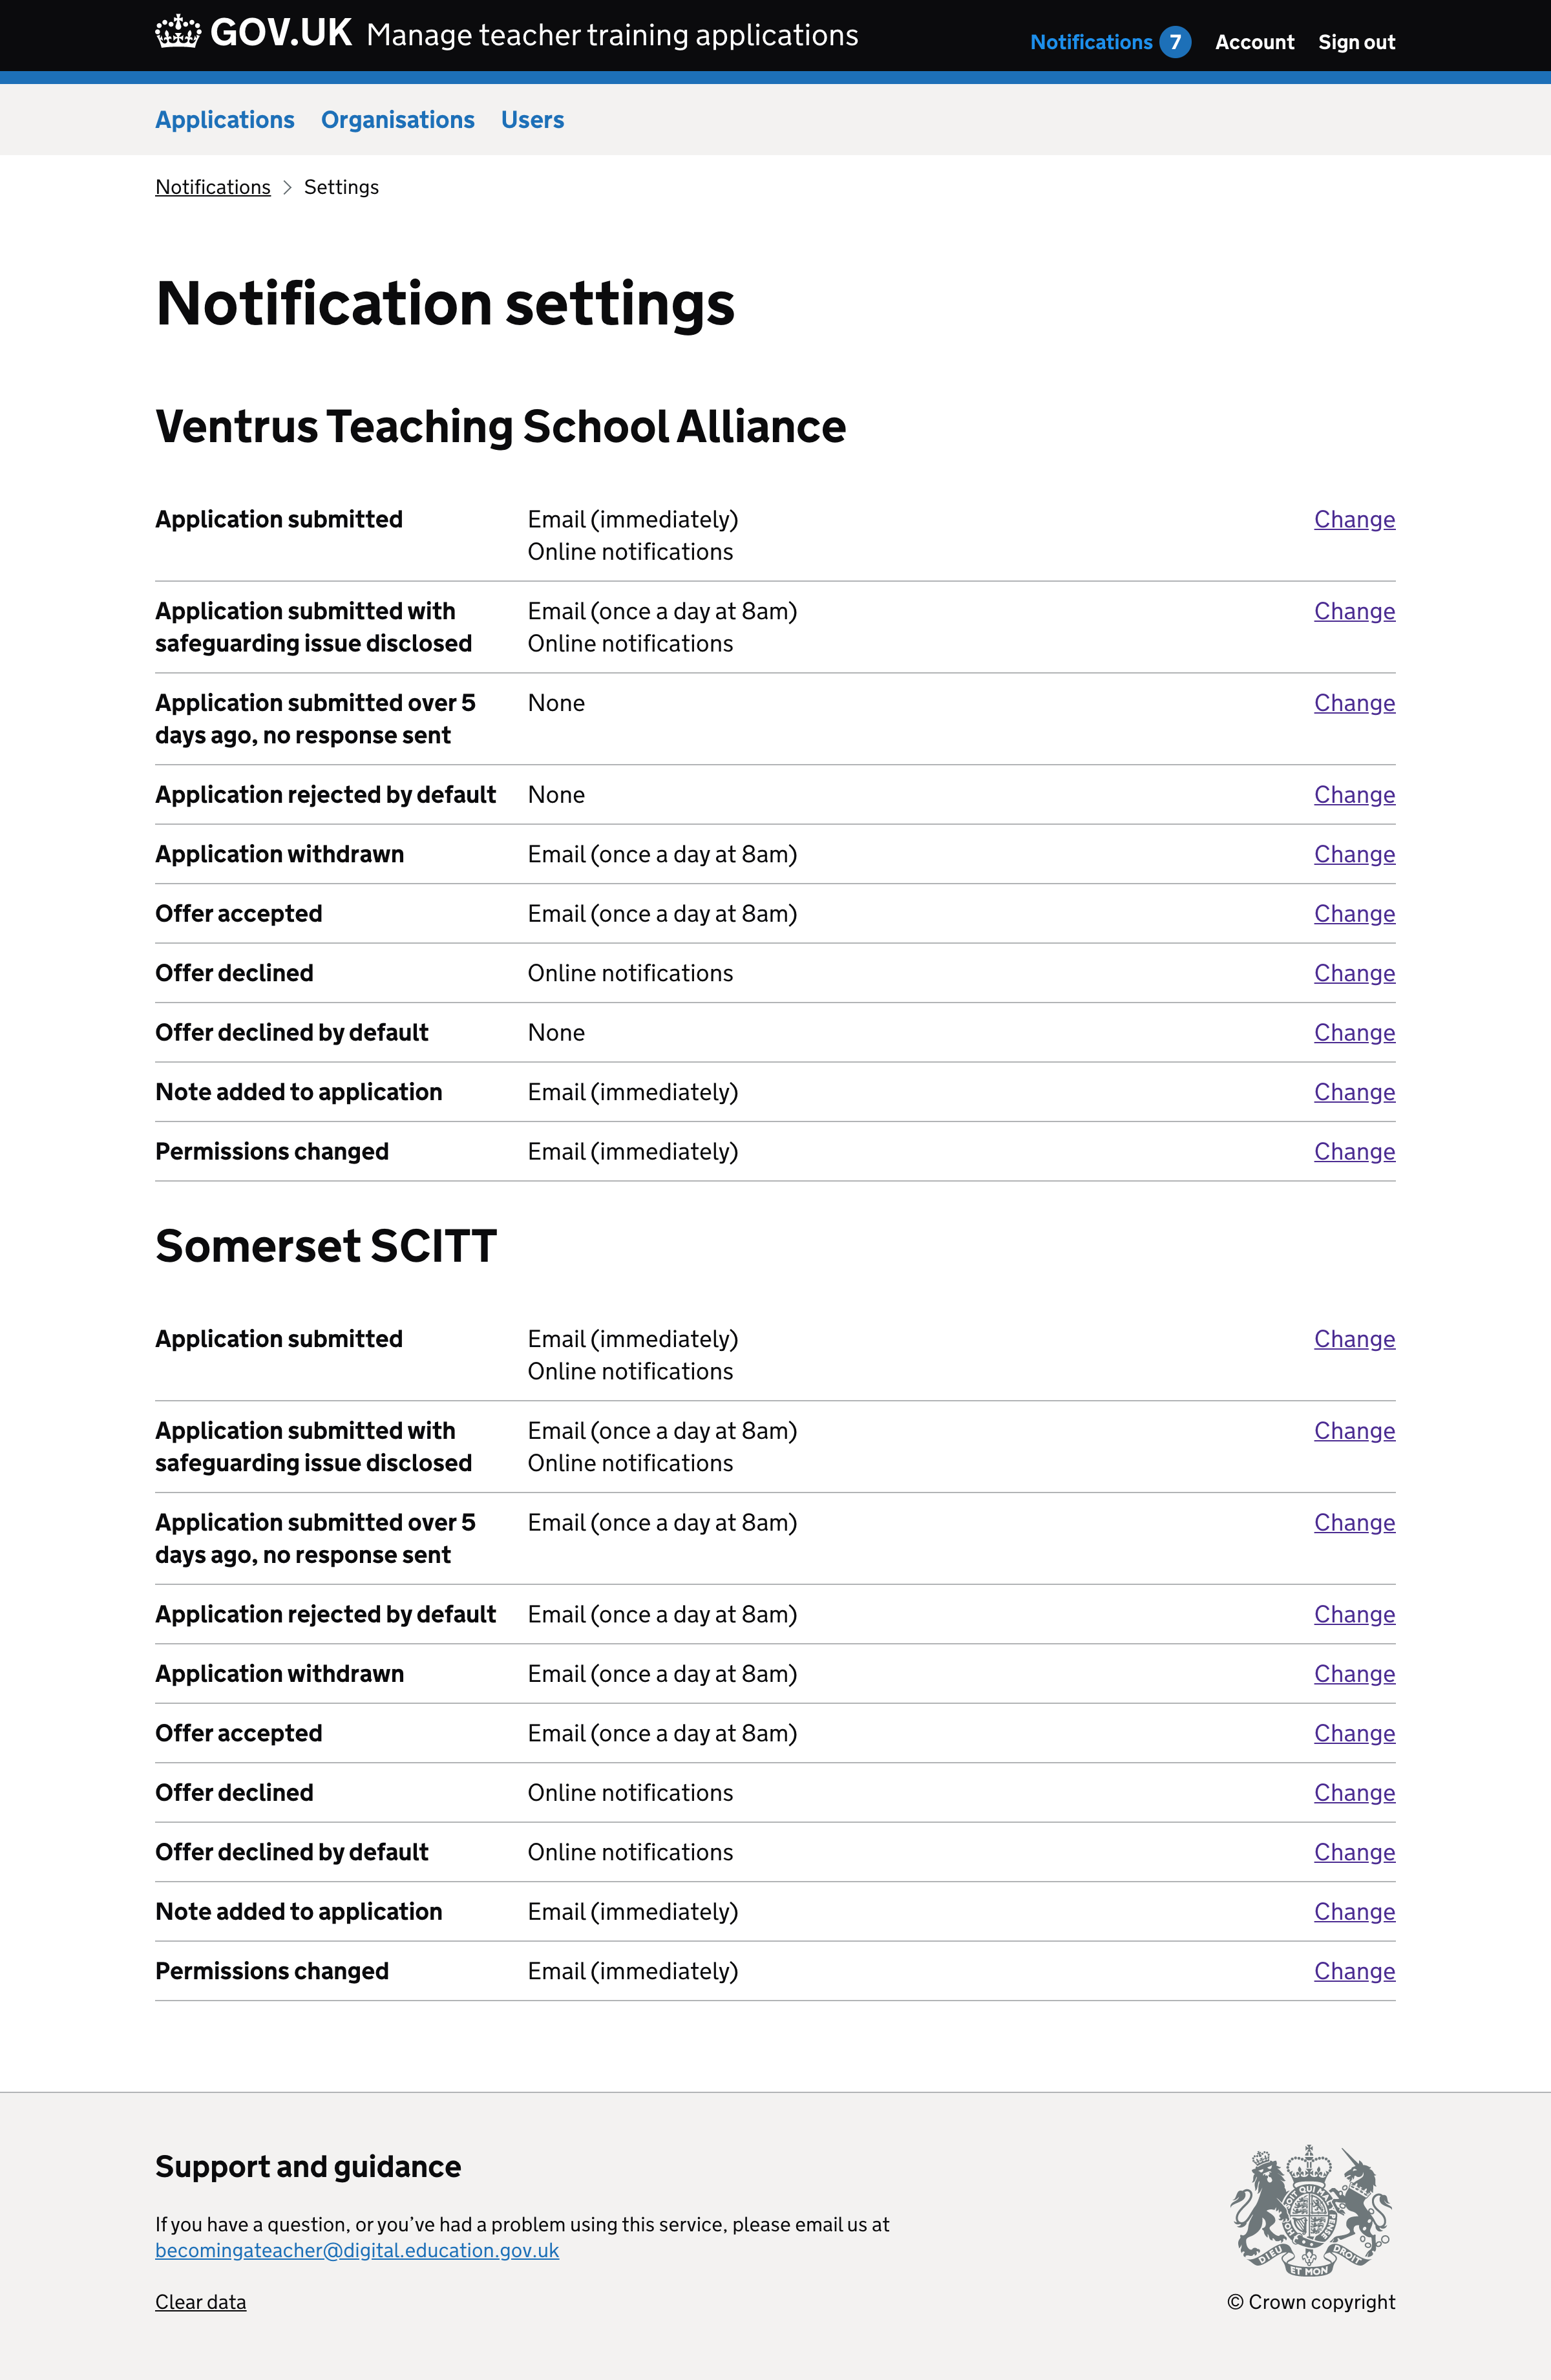 GOV.UK Manage teacher training applications
Notifications 7 Account Sign out
Applications Organisations Users
Notifications Settings
Notification settings
Ventrus Teaching School Alliance
Application submitted Email (immediately) Change
Online notifications
Application submitted with Email (once a day at 8am) Change
safeguarding issue disclosed Online notifications
Application submitted over 5 None Change
days ago, no response sent
Application rejected by default None Change
Application withdrawn Email (once a day at 8am) Change
Offer accepted Email (once a day at 8am) Change
Offer declined Online notifications Change
Offer declined by default None Change
Note added to application Email (immediately) Change
Permissions changed Email (immediately) Change
Somerset SCITT
Application submitted Email (immediately) Change
Online notifications
Application submitted with Email (once a day at 8am) Change
safeguarding issue disclosed Online notifications
Application submitted over 5 Email (once a day at 8am) Change
days ago, no response sent
Application rejected by default Email (once a day at 8am) Change
Application withdrawn Email (once a day at 8am) Change
Offer accepted Email (once a day at 8am) Change
Offer declined Online notifications Change
Offer declined by default Online notifications Change
Note added to application Email (immediately) Change
Permissions changed Email (immediately) Change
Support and guidance
If you have a question, or you’ve had a problem using this service, please email us at
becomingateacher@digital.education.gov.uk
Clear data
DIEU ET MON DROIT
© Crown copyright